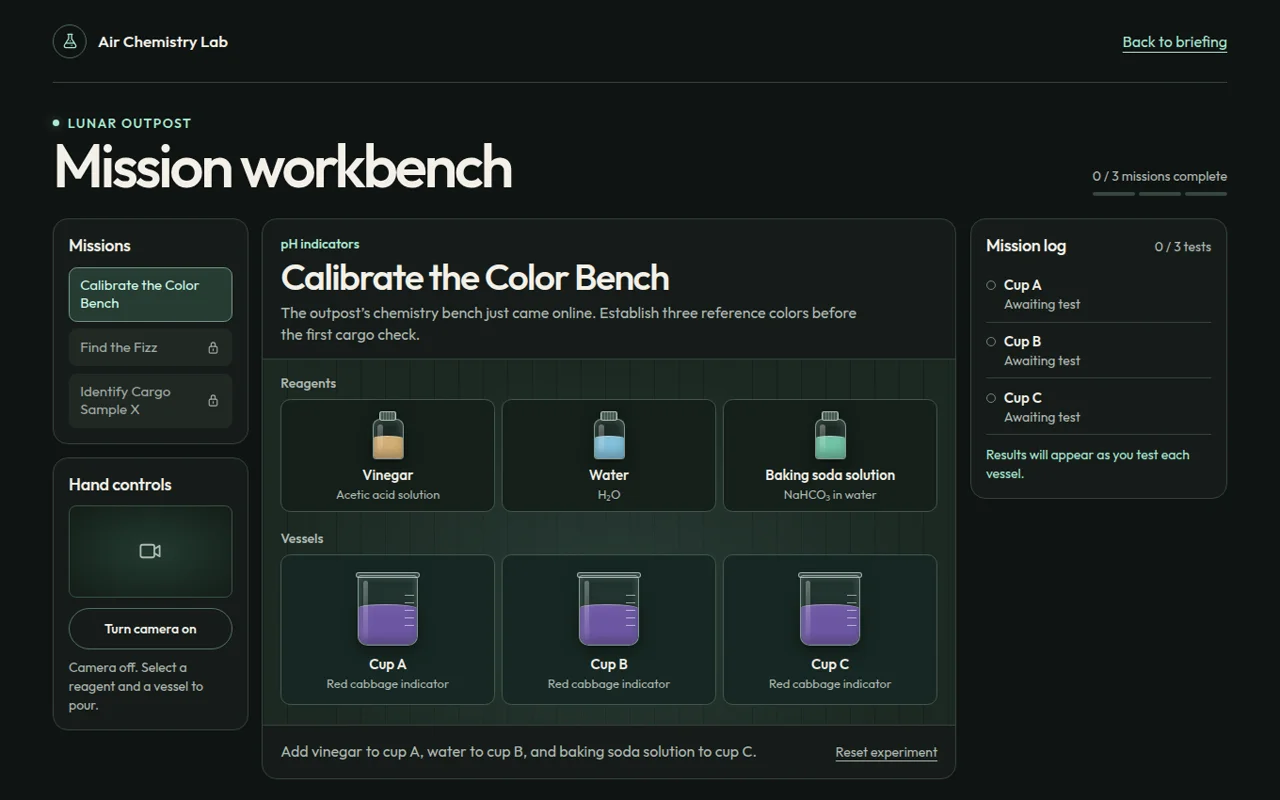 Air Chemistry Lab
Back to briefing
LUNAR OUTPOST
Mission workbench
0 / 3 missions complete
Missions
Calibrate the Color
Bench
Find the Fizz
Identify Cargo
Sample X
Hand controls
Turn camera on
Camera off. Select a
reagent and a vessel to
pour.
pH indicators
Calibrate the Color Bench
The outpost's chemistry bench just came online. Establish three reference colors before
the first cargo check.
Reagents
Vinegar
Acetic acid solution
Water
H₂O
Baking soda solution
NaHCO₃ in water
Vessels
Cup A
Red cabbage indicator
Cup B
Red cabbage indicator
Cup C
Red cabbage indicator
Add vinegar to cup A, water to cup B, and baking soda solution to cup C.
Reset experiment
Mission log
0 / 3 tests
Cup A
Awaiting test
Cup B
Awaiting test
Cup C
Awaiting test
Results will appear as you test each
vessel.